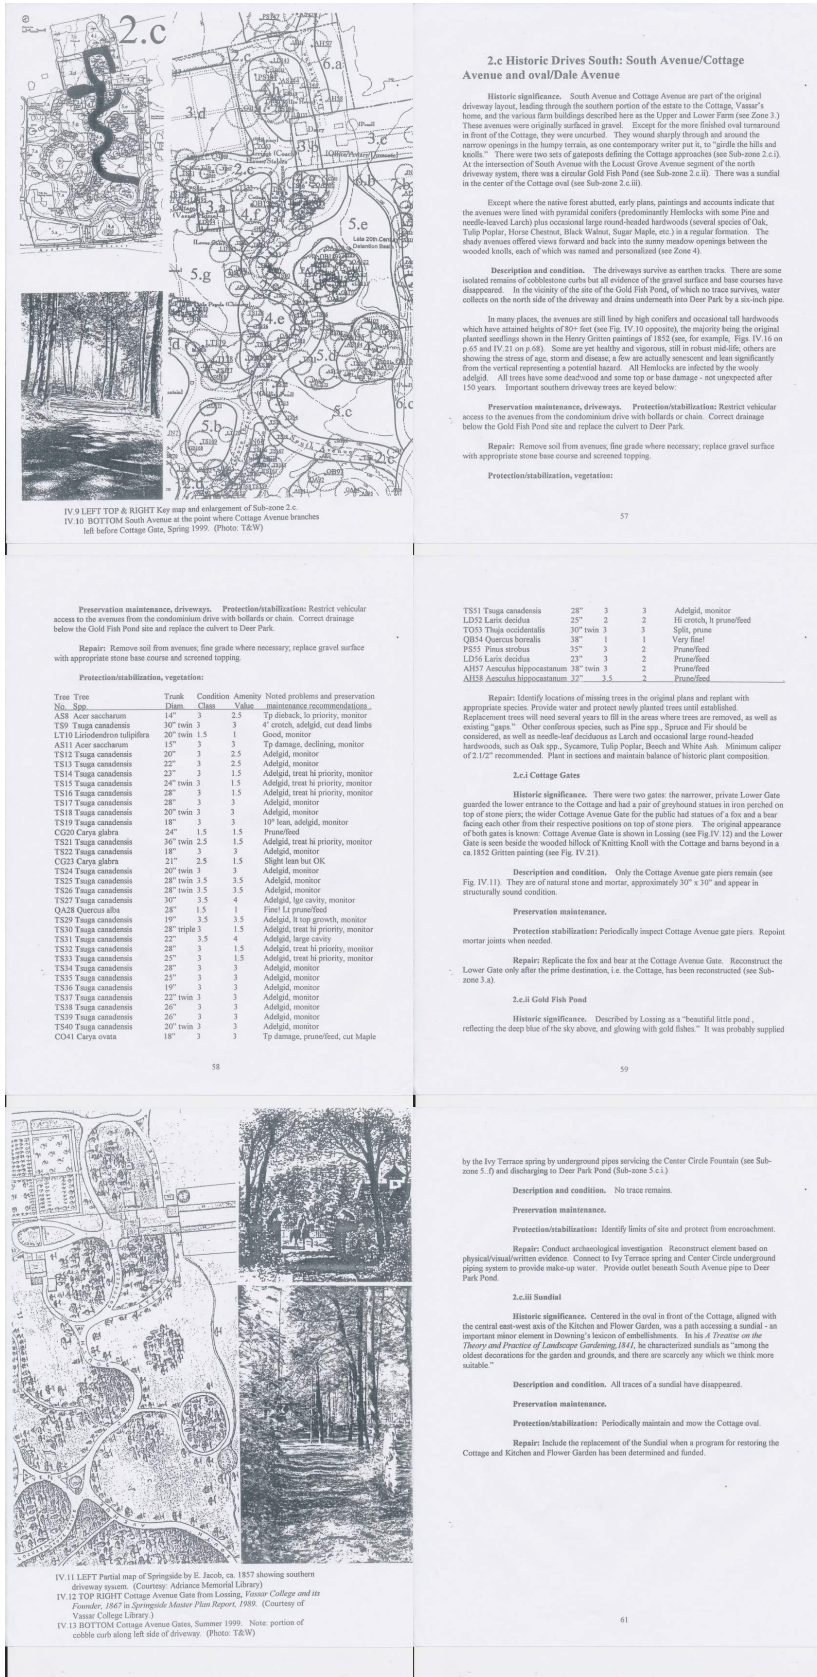 2.c
IV.9 LEFT TOP & RIGHT Key map and enlargement of Sub-zone 2.c.
IV.10 BOTTOM South Avenue at the point where Cottage Avenue branches
left before Cottage Gate, Spring 1999. (Photo: T&W)
2.c Historic Drives South: South Avenue/Cottage
Avenue and oval/Dale Avenue
Historic significance. South Avenue and Cottage Avenue are part of the original
driveway layout, leading through the southern portion of the estate to the Cottage, Vassar's
home, and the various farm buildings described here as the Upper and Lower Farm (see Zone 3.)
These avenues were originally surfaced in gravel. Except for the more finished oval turnaround
in front of the Cottage, they were uncurbed. They wound sharply through and around the
narrow openings in the humpy terrain, as one contemporary writer put it, to "girdle the hills and
knolls." There were two sets of gateposts defining the Cottage approaches (see Sub-zone 2.c.i).
At the intersection of South Avenue with the Locust Grove Avenue segment of the north
driveway system, there was a circular Gold Fish Pond (see Sub-zone 2.c.ii). There was a sundial
in the center of the Cottage oval (see Sub-zone 2.c.iii).
Except where the native forest abutted, early plans, paintings and accounts indicate that
the avenues were lined with pyramidal conifers (predominantly Hemlocks with some Pine and
needle-leaved Larch) plus occasional large round-headed hardwoods (several species of Oak,
Tulip Poplar, Horse Chestnut, Black Walnut, Sugar Maple, etc.) in a regular formation. The
shady avenues offered views forward and back into the sunny meadow openings between the
wooded knolls, each of which was named and personalized (see Zone 4).
Description and condition. The driveways survive as earthen tracks. There are some
isolated remains of cobblestone curbs but all evidence of the gravel surface and base courses have
disappeared. In the vicinity of the site of the Gold Fish Pond, of which no trace survives, water
collects on the north side of the driveway and drains underneath into Deer Park by a six-inch pipe.
In many places, the avenues are still lined by high conifers and occasional tall hardwoods
which have attained heights of 80+ feet (see Fig. IV.10 opposite), the majority being the original
planted seedlings shown in the Henry Gritten paintings of 1852 (see, for example, Figs. IV.16 on
p.65 and IV.21 on p.68). Some are yet healthy and vigorous, still in robust mid-life; others are
showing the stress of age, storm and disease; a few are actually senescent and lean significantly
from the vertical representing a potential hazard. All Hemlocks are infected by the wooly
adelgid. All trees have some deadwood and some top or base damage - not unexpected after
150 years. Important southern driveway trees are keyed below:
Preservation maintenance, driveways. Protection/stabilization: Restrict vehicular
access to the avenues from the condominium drive with bollards or chain. Correct drainage
below the Gold Fish Pond site and replace the culvert to Deer Park.
Repair: Remove soil from avenues; fine grade where necessary; replace gravel surface
with appropriate stone base course and screened topping.
Protection/stabilization, vegetation:
57
Preservation maintenance, driveways. Protection/stabilization: Restrict vehicular
access to the avenues from the condominium drive with bollards or chain. Correct drainage
below the Gold Fish Pond site and replace the culvert to Deer Park.
Repair: Remove soil from avenues; fine grade where necessary; replace gravel surface
with appropriate stone base course and screened topping.
Protection/stabilization, vegetation:
Tree Tree Trunk Condition Amenity Noted problems and preservation
No. Spp. Diam. Class Value maintenance recommendations
AS8 Acer saccharum 14" 3 2.5 Tp dieback, lo priority, monitor
TS9 Tsuga canadensis 30" twin 3 3 4' crotch, adelgid, cut dead limbs
LT10 Liriodendron tulipifera 20" twin 1.5 1 Good, monitor
AS11 Acer saccharum 15" 3 3 Tp damage, declining, monitor
TS12 Tsuga canadensis 20" 3 2.5 Adelgid, monitor
TS13 Tsuga canadensis 22" 3 2.5 Adelgid, monitor
TS14 Tsuga canadensis 23" 3 1.5 Adelgid, treat hi priority, monitor
TS15 Tsuga canadensis 24" twin 3 1.5 Adelgid, treat hi priority, monitor
TS16 Tsuga canadensis 28" 3 1.5 Adelgid, treat hi priority, monitor
TS17 Tsuga canadensis 28" 3 3 Adelgid, monitor
TS18 Tsuga canadensis 20" twin 3 3 Adelgid, monitor
TS19 Tsuga canadensis 18" 3 3 10° lean, adelgid, monitor
CG20 Carya glabra 24" 1.5 1.5 Prune/feed
TS21 Tsuga canadensis 36" twin 2.5 1.5 Adelgid, treat hi priority, monitor
TS22 Tsuga canadensis 18" 3 3 Adelgid, monitor
CG23 Carya glabra 21" 2.5 1.5 Slight lean but OK
TS24 Tsuga canadensis 20" twin 3 3 Adelgid, monitor
TS25 Tsuga canadensis 28" twin 3.5 3.5 Adelgid, monitor
TS26 Tsuga canadensis 28" twin 3.5 3.5 Adelgid, monitor
TS27 Tsuga canadensis 30" 3.5 4 Adelgid, lge cavity, monitor
QA28 Quercus alba 28" 1.5 1 Fine! Lt prune/feed
TS29 Tsuga canadensis 19" 3.5 3.5 Adelgid, lt top growth, monitor
TS30 Tsuga canadensis 28" triple 3 1.5 Adelgid, treat hi priority, monitor
TS31 Tsuga canadensis 22" 3.5 4 Adelgid, large cavity
TS32 Tsuga canadensis 28" 3 1.5 Adelgid, treat hi priority, monitor
TS33 Tsuga canadensis 25" 3 1.5 Adelgid, treat hi priority, monitor
TS34 Tsuga canadensis 28" 3 3 Adelgid, monitor
TS35 Tsuga canadensis 25" 3 3 Adelgid, monitor
TS36 Tsuga canadensis 19" 3 3 Adelgid, monitor
TS37 Tsuga canadensis 22" twin 3 3 Adelgid, monitor
TS38 Tsuga canadensis 26" 3 3 Adelgid, monitor
TS39 Tsuga canadensis 26" 3 3 Adelgid, monitor
TS40 Tsuga canadensis 20" twin 3 3 Adelgid, monitor
CO41 Carya ovata 18" 3 3 Tp damage, prune/feed, cut Maple
58
TS51 Tsuga canadensis 28" 3 3 Adelgid, monitor
LD52 Larix decidua 25" 2 2 Hi crotch, lt prune/feed
TO53 Thuja occidentalis 30" twin 3 3 Split, prune
QB54 Quercus borealis 38" 1 1 Very fine!
PS55 Pinus strobus 35" 3 2 Prune/feed
LD56 Larix decidua 23" 3 2 Prune/feed
AH57 Aesculus hippocastanum 38" twin 3 2 Prune/feed
AH58 Aesculus hippocastanum 32" 3.5 2 Prune/feed
Repair: Identify locations of missing trees in the original plans and replant with
appropriate species. Provide water and protect newly planted trees until established.
Replacement trees will need several years to fill in the areas where trees are removed, as well as
existing "gaps." Other coniferous species, such as Pine spp., Spruce and Fir should be
considered, as well as needle-leaf deciduous as Larch and occasional large round-headed
hardwoods, such as Oak spp., Sycamore, Tulip Poplar, Beech and White Ash. Minimum caliper
of 2.1/2" recommended. Plant in sections and maintain balance of historic plant composition.
2.c.i Cottage Gates
Historic significance. There were two gates: the narrower, private Lower Gate
guarded the lower entrance to the Cottage and had a pair of greyhound statues in iron perched on
top of stone piers; the wider Cottage Avenue Gate for the public had statues of a fox and a bear
facing each other from their respective positions on top of stone piers. The original appearance
of both gates is known: Cottage Avenue Gate is shown in Lossing (see Fig.IV.12) and the Lower
Gate is seen beside the wooded hillock of Knitting Knoll with the Cottage and barns beyond in a
ca.1852 Gritten painting (see Fig. IV.21).
Description and condition. Only the Cottage Avenue gate piers remain (see
Fig. IV.11). They are of natural stone and mortar, approximately 30" x 30" and appear in
structurally sound condition.
Preservation maintenance.
Protection stabilization: Periodically inspect Cottage Avenue gate piers. Repoint
mortar joints when needed.
Repair: Replicate the fox and bear at the Cottage Avenue Gate. Reconstruct the
Lower Gate only after the prime destination, i.e. the Cottage, has been reconstructed (see Sub-
zone 3.a).
2.c.ii Gold Fish Pond
Historic significance. Described by Lossing as a "beautiful little pond ,
reflecting the deep blue of the sky above, and glowing with gold fishes." It was probably supplied
59
IV.11 LEFT Partial map of Springside by E. Jacob, ca. 1857 showing southern
driveway system. (Courtesy: Adriance Memorial Library)
IV.12 TOP RIGHT Cottage Avenue Gate from Lossing, Vassar College and its
Founder, 1867 in Springside Master Plan Report, 1989. (Courtesy of
Vassar College Library.)
IV.13 BOTTOM Cottage Avenue Gates, Summer 1999. Note: portion of
cobble curb along left side of driveway. (Photo: T&W)
by the Ivy Terrace spring by underground pipes servicing the Center Circle Fountain (see Sub-
zone 5..f) and discharging to Deer Park Pond (Sub-zone 5.c.i.)
Description and condition. No trace remains.
Preservation maintenance.
Protection/stabilization: Identify limits of site and protect from encroachment.
Repair: Conduct archaeological investigation Reconstruct element based on
physical/visual/written evidence. Connect to Ivy Terrace spring and Center Circle underground
piping system to provide make-up water. Provide outlet beneath South Avenue pipe to Deer
Park Pond.
2.c.iii Sundial
Historic significance. Centered in the oval in front of the Cottage, aligned with
the central east-west axis of the Kitchen and Flower Garden, was a path accessing a sundial - an
important minor element in Downing's lexicon of embellishments. In his A Treatise on the
Theory and Practice of Landscape Gardening,1841, he characterized sundials as "among the
oldest decorations for the garden and grounds, and there are scarcely any which we think more
suitable."
Description and condition. All traces of a sundial have disappeared.
Preservation maintenance.
Protection/stabilization: Periodically maintain and mow the Cottage oval.
Repair: Include the replacement of the Sundial when a program for restoring the
Cottage and Kitchen and Flower Garden has been determined and funded.
61